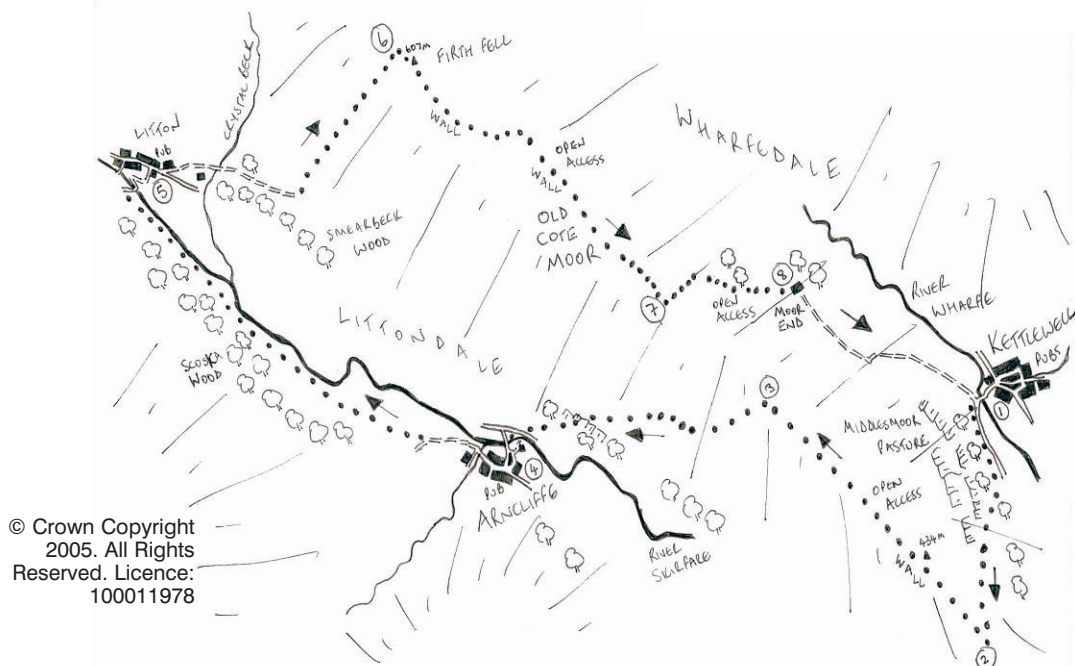 6
607m
FIRTH FELL
CRYSTAL BECK
LITTON
PUB
5
WALL
OPEN
ACCESS
WALL
WHARFEDALE
SMEARBECK
WOOD
OLD
COTE
MOOR
8
7
OPEN
ACCESS
MOOR
END
RIVER
WHARFE
KETTLEWELL
PUBS
1
LITTONDALE
SCOSKA
WOOD
3
MIDDLESMOOR
PASTURE
4
PUB
ARNCLIFFE
OPEN
ACCESS
434m
WALL
RIVER
SKIRFARE
2
© Crown Copyright
2005. All Rights
Reserved. Licence:
100011978